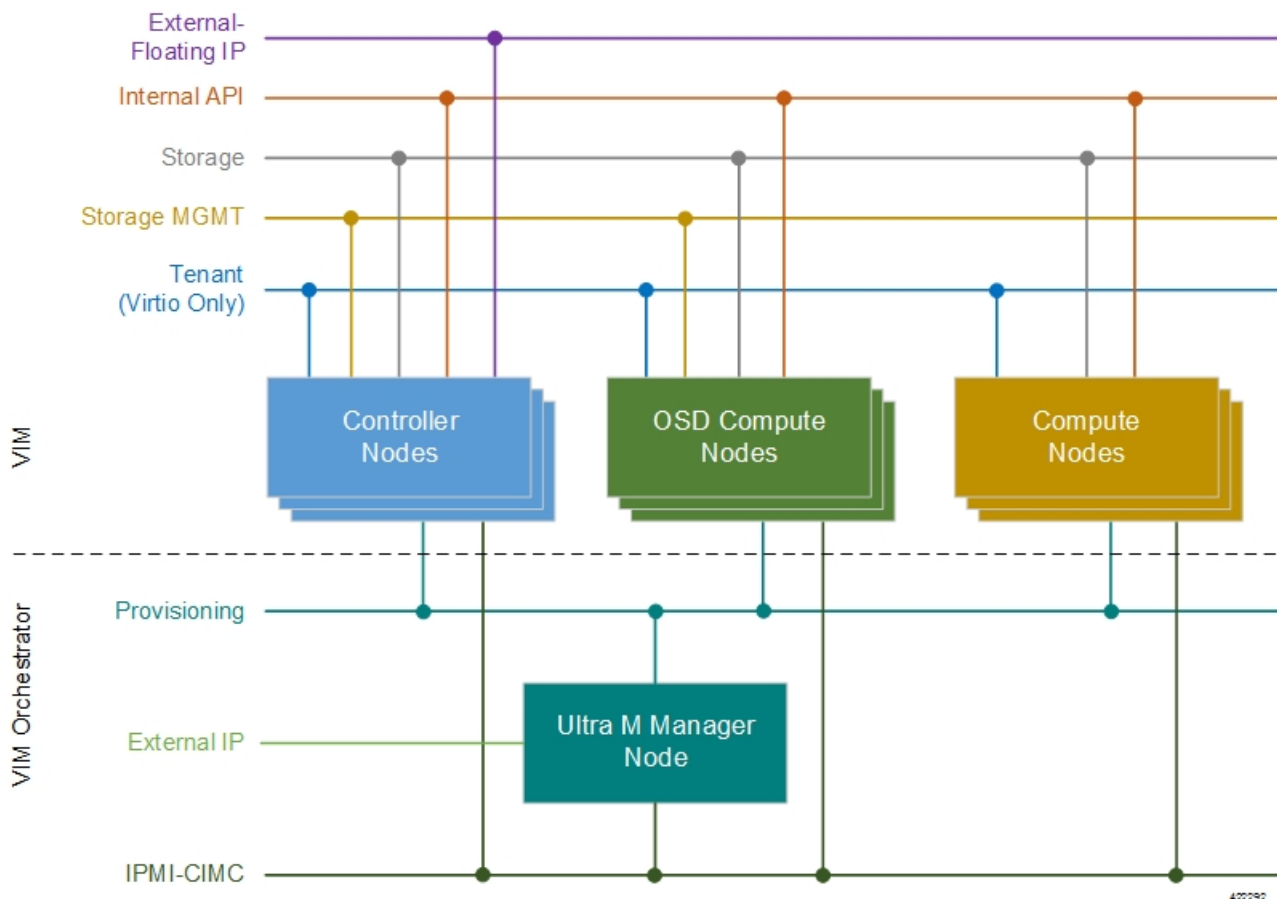 External-
Floating IP
Internal API
Storage
Storage MGMT
Tenant
(Virtio Only)
Controller
Nodes
OSD Compute
Nodes
Compute
Nodes
VIM
Provisioning
Ultra M Manager
Node
External IP
VIM Orchestrator
IPMI-CIMC